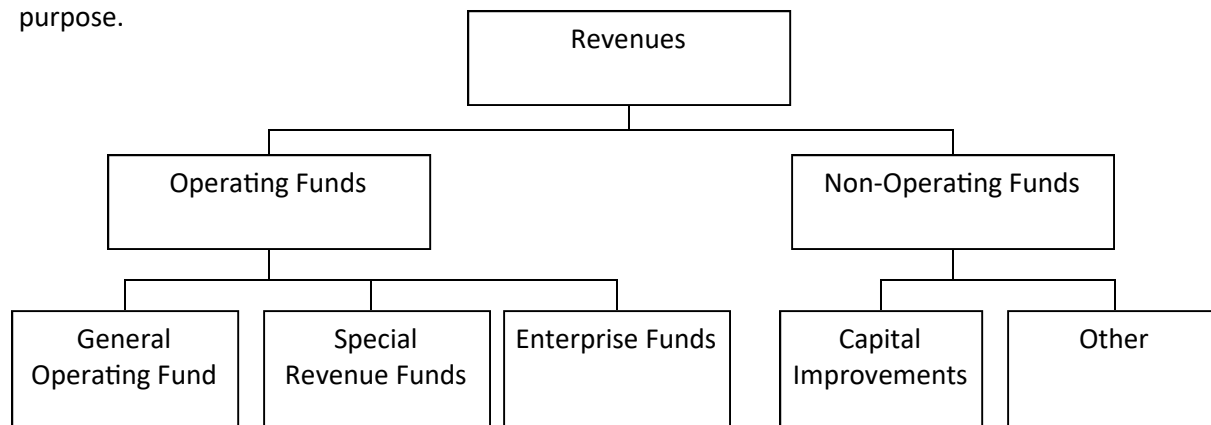 purpose.
Revenues
Operating Funds
Non-Operating Funds
General
Operating Fund
Special
Revenue Funds
Enterprise Funds
Capital
Improvements
Other